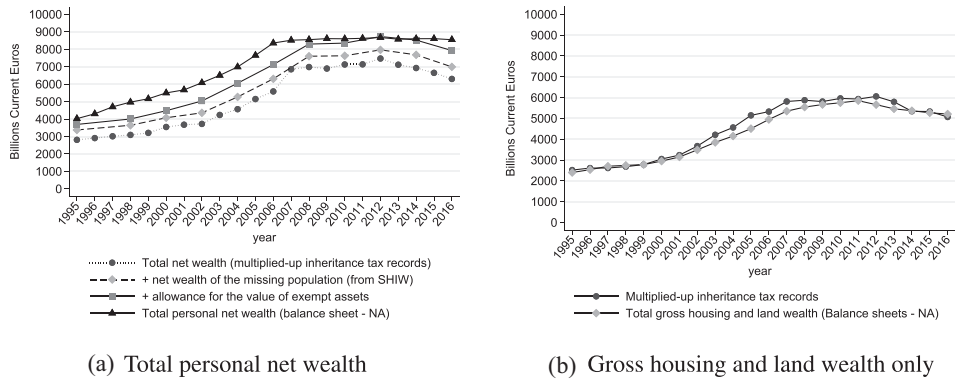 10000
9000
8000
7000
6000
5000
4000
3000
2000
1000
0
Billions Current Euros
1995 1996 1997 1998 1999 2000 2001 2002 2003 2004 2005 2006 2007 2008 2009 2010 2011 2012 2013 2014 2015 2016
year
Total net wealth (multiplied-up inheritance tax records)
+ net wealth of the missing population (from SHIW)
+ allowance for the value of exempt assets
Total personal net wealth (balance sheet - NA)
(a) Total personal net wealth
10000
9000
8000
7000
6000
5000
4000
3000
2000
1000
0
Billions Current Euros
1995 1996 1997 1998 1999 2000 2001 2002 2003 2004 2005 2006 2007 2008 2009 2010 2011 2012 2013 2014 2015 2016
year
Multiplied-up inheritance tax records
Total gross housing and land wealth (Balance sheets - NA)
(b) Gross housing and land wealth only